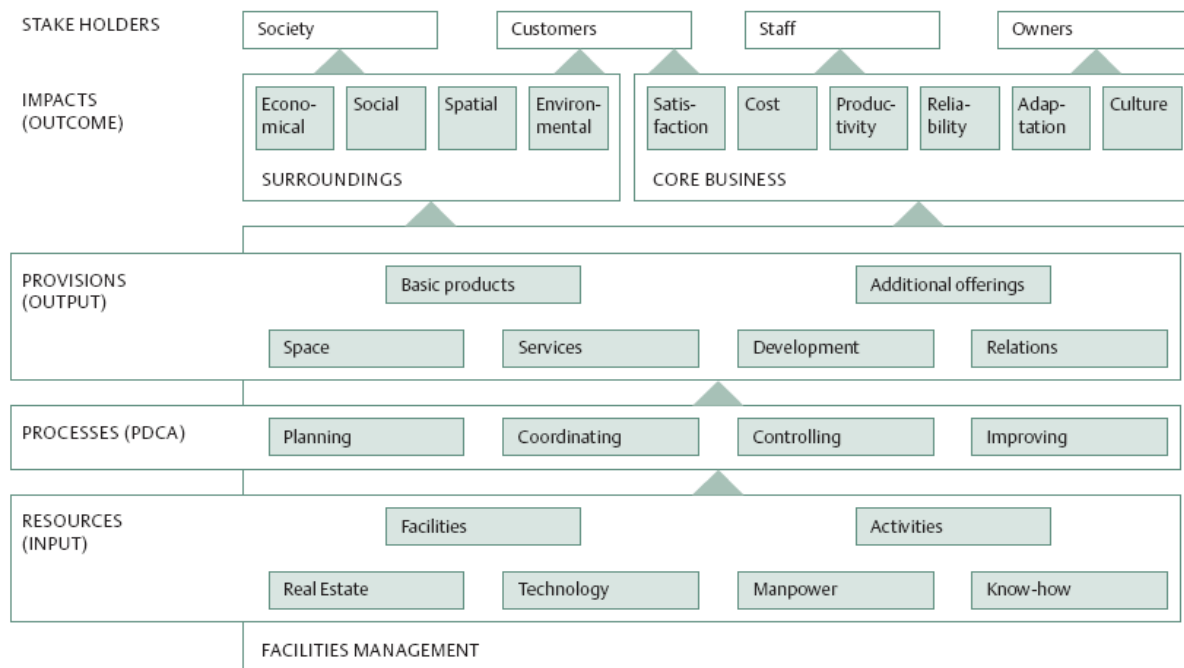 STAKE HOLDERS
Society
Customers
Staff
Owners
IMPACTS
(OUTCOME)
Econo-
mical
Social
Spatial
Environ-
mental
Satis-
faction
Cost
Produc-
tivity
Relia-
bility
Adap-
tation
Culture
SURROUNDINGS
CORE BUSINESS
PROVISIONS
(OUTPUT)
Basic products
Additional offerings
Space
Services
Development
Relations
PROCESSES (PDCA)
Planning
Coordinating
Controlling
Improving
RESOURCES
(INPUT)
Facilities
Activities
Real Estate
Technology
Manpower
Know-how
FACILITIES MANAGEMENT